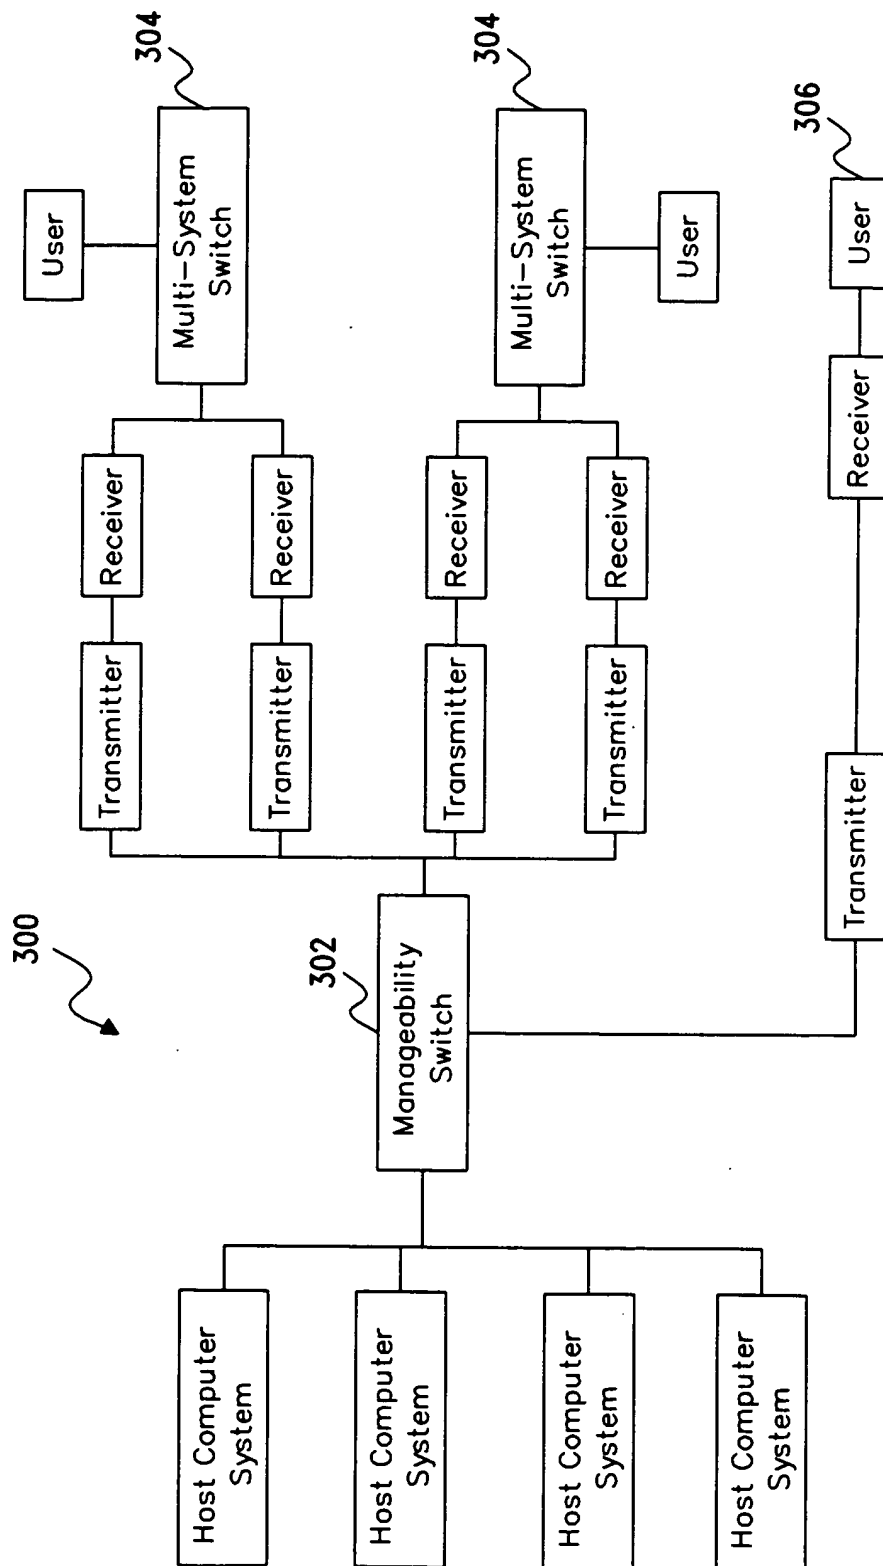 300
Host Computer
System
Host Computer
System
Host Computer
System
Host Computer
System
302
Manageability
Switch
Transmitter
Receiver
Transmitter
Receiver
Transmitter
Receiver
Transmitter
Receiver
Transmitter
Receiver
User
Multi-System
Switch
304
Multi-System
Switch
304
User
User
306